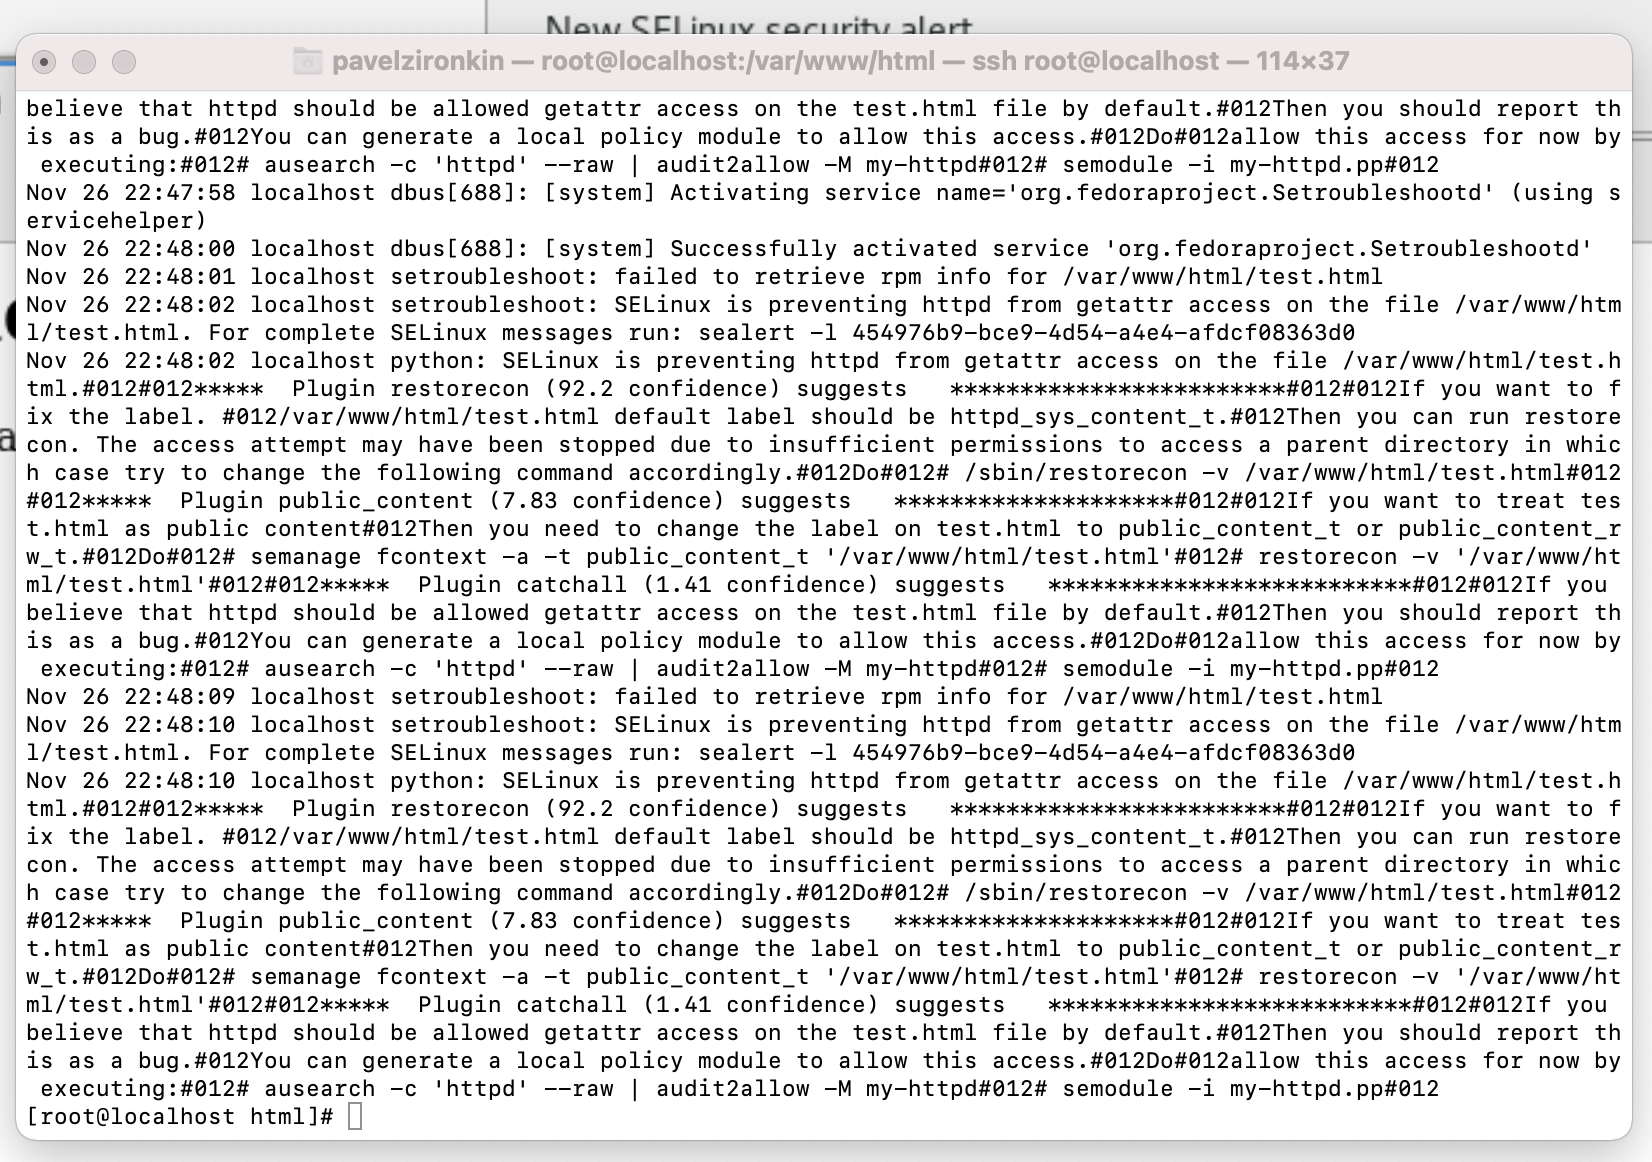 New SELinux security alert
pavelzironkin — root@localhost:/var/www/html — ssh root@localhost — 114×37
believe that httpd should be allowed getattr access on the test.html file by default.#012Then you should report th
is as a bug.#012You can generate a local policy module to allow this access.#012Do#012allow this access for now by
 executing:#012# ausearch -c 'httpd' --raw | audit2allow -M my-httpd#012# semodule -i my-httpd.pp#012
Nov 26 22:47:58 localhost dbus[688]: [system] Activating service name='org.fedoraproject.Setroubleshootd' (using s
ervicehelper)
Nov 26 22:48:00 localhost dbus[688]: [system] Successfully activated service 'org.fedoraproject.Setroubleshootd'
Nov 26 22:48:01 localhost setroubleshoot: failed to retrieve rpm info for /var/www/html/test.html
Nov 26 22:48:02 localhost setroubleshoot: SELinux is preventing httpd from getattr access on the file /var/www/htm
l/test.html. For complete SELinux messages run: sealert -l 454976b9-bce9-4d54-a4e4-afdcf08363d0
Nov 26 22:48:02 localhost python: SELinux is preventing httpd from getattr access on the file /var/www/html/test.h
tml.#012#012*****  Plugin restorecon (92.2 confidence) suggests   ************************#012#012If you want to f
ix the label. #012/var/www/html/test.html default label should be httpd_sys_content_t.#012Then you can run restore
con. The access attempt may have been stopped due to insufficient permissions to access a parent directory in whic
h case try to change the following command accordingly.#012Do#012# /sbin/restorecon -v /var/www/html/test.html#012
#012*****  Plugin public_content (7.83 confidence) suggests   ********************#012#012If you want to treat tes
t.html as public content#012Then you need to change the label on test.html to public_content_t or public_content_r
w_t.#012Do#012# semanage fcontext -a -t public_content_t '/var/www/html/test.html'#012# restorecon -v '/var/www/ht
ml/test.html'#012#012*****  Plugin catchall (1.41 confidence) suggests   **************************#012#012If you
believe that httpd should be allowed getattr access on the test.html file by default.#012Then you should report th
is as a bug.#012You can generate a local policy module to allow this access.#012Do#012allow this access for now by
 executing:#012# ausearch -c 'httpd' --raw | audit2allow -M my-httpd#012# semodule -i my-httpd.pp#012
Nov 26 22:48:09 localhost setroubleshoot: failed to retrieve rpm info for /var/www/html/test.html
Nov 26 22:48:10 localhost setroubleshoot: SELinux is preventing httpd from getattr access on the file /var/www/htm
l/test.html. For complete SELinux messages run: sealert -l 454976b9-bce9-4d54-a4e4-afdcf08363d0
Nov 26 22:48:10 localhost python: SELinux is preventing httpd from getattr access on the file /var/www/html/test.h
tml.#012#012*****  Plugin restorecon (92.2 confidence) suggests   ************************#012#012If you want to f
ix the label. #012/var/www/html/test.html default label should be httpd_sys_content_t.#012Then you can run restore
con. The access attempt may have been stopped due to insufficient permissions to access a parent directory in whic
h case try to change the following command accordingly.#012Do#012# /sbin/restorecon -v /var/www/html/test.html#012
#012*****  Plugin public_content (7.83 confidence) suggests   ********************#012#012If you want to treat tes
t.html as public content#012Then you need to change the label on test.html to public_content_t or public_content_r
w_t.#012Do#012# semanage fcontext -a -t public_content_t '/var/www/html/test.html'#012# restorecon -v '/var/www/ht
ml/test.html'#012#012*****  Plugin catchall (1.41 confidence) suggests   **************************#012#012If you
believe that httpd should be allowed getattr access on the test.html file by default.#012Then you should report th
is as a bug.#012You can generate a local policy module to allow this access.#012Do#012allow this access for now by
 executing:#012# ausearch -c 'httpd' --raw | audit2allow -M my-httpd#012# semodule -i my-httpd.pp#012
[root@localhost html]#